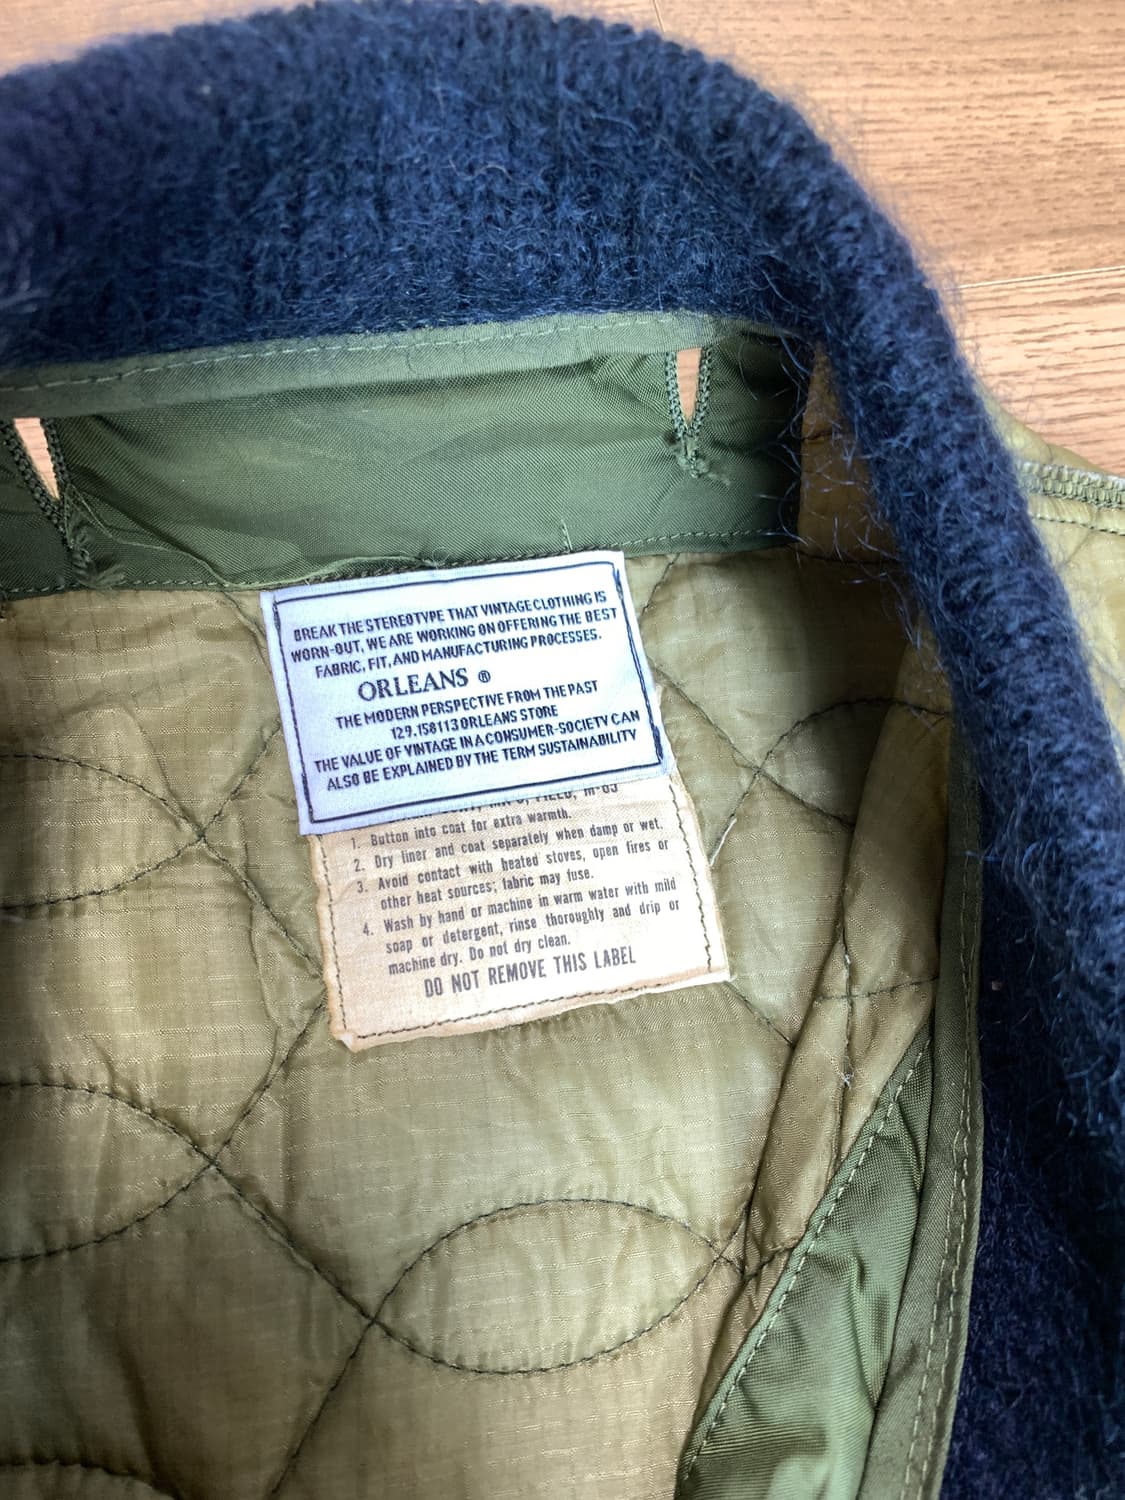 BREAK THE STEREOTYPE THAT VINTAGE CLOTHING IS
WORN-OUT, WE ARE WORKING ON OFFERING THE BEST
FABRIC, FIT, AND MANUFACTURING PROCESSES.
ORLEANS ®
THE MODERN PERSPECTIVE FROM THE PAST
129.158113 ORLEANS STORE
THE VALUE OF VINTAGE IN A CONSUMER-SOCIETY CAN
ALSO BE EXPLAINED BY THE TERM SUSTAINABILITY
FIELD, M-65
1. Button into coat for extra warmth.
2. Dry liner and coat separately when damp or wet.
3. Avoid contact with heated stoves, open fires or
other heat sources; fabric may fuse.
4. Wash by hand or machine in warm water with mild
soap or detergent, rinse thoroughly and drip or
machine dry. Do not dry clean.
DO NOT REMOVE THIS LABEL